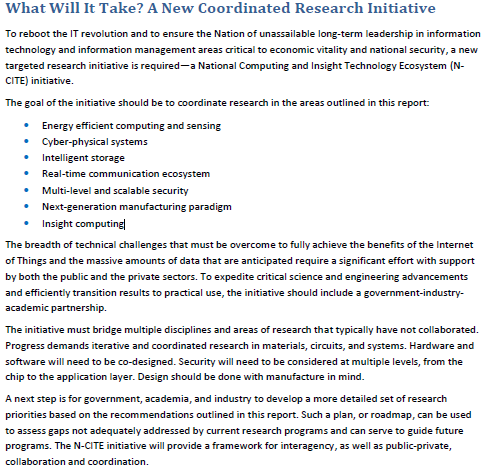 What Will It Take? A New Coordinated Research Initiative
To reboot the IT revolution and to ensure the Nation of unassailable long-term leadership in information
technology and information management areas critical to economic vitality and national security, a new
targeted research initiative is required—a National Computing and Insight Technology Ecosystem (N-
CITE) initiative.
The goal of the initiative should be to coordinate research in the areas outlined in this report:
• Energy efficient computing and sensing
• Cyber-physical systems
• Intelligent storage
• Real-time communication ecosystem
• Multi-level and scalable security
• Next-generation manufacturing paradigm
• Insight computing
The breadth of technical challenges that must be overcome to fully achieve the benefits of the Internet
of Things and the massive amounts of data that are anticipated require a significant effort with support
by both the public and the private sectors. To expedite critical science and engineering advancements
and efficiently transition results to practical use, the initiative should include a government-industry-
academic partnership.
The initiative must bridge multiple disciplines and areas of research that typically have not collaborated.
Progress demands iterative and coordinated research in materials, circuits, and systems. Hardware and
software will need to be co-designed. Security will need to be considered at multiple levels, from the
chip to the application layer. Design should be done with manufacture in mind.
A next step is for government, academia, and industry to develop a more detailed set of research
priorities based on the recommendations outlined in this report. Such a plan, or roadmap, can be used
to assess gaps not adequately addressed by current research programs and can serve to guide future
programs. The N-CITE initiative will provide a framework for interagency, as well as public-private,
collaboration and coordination.